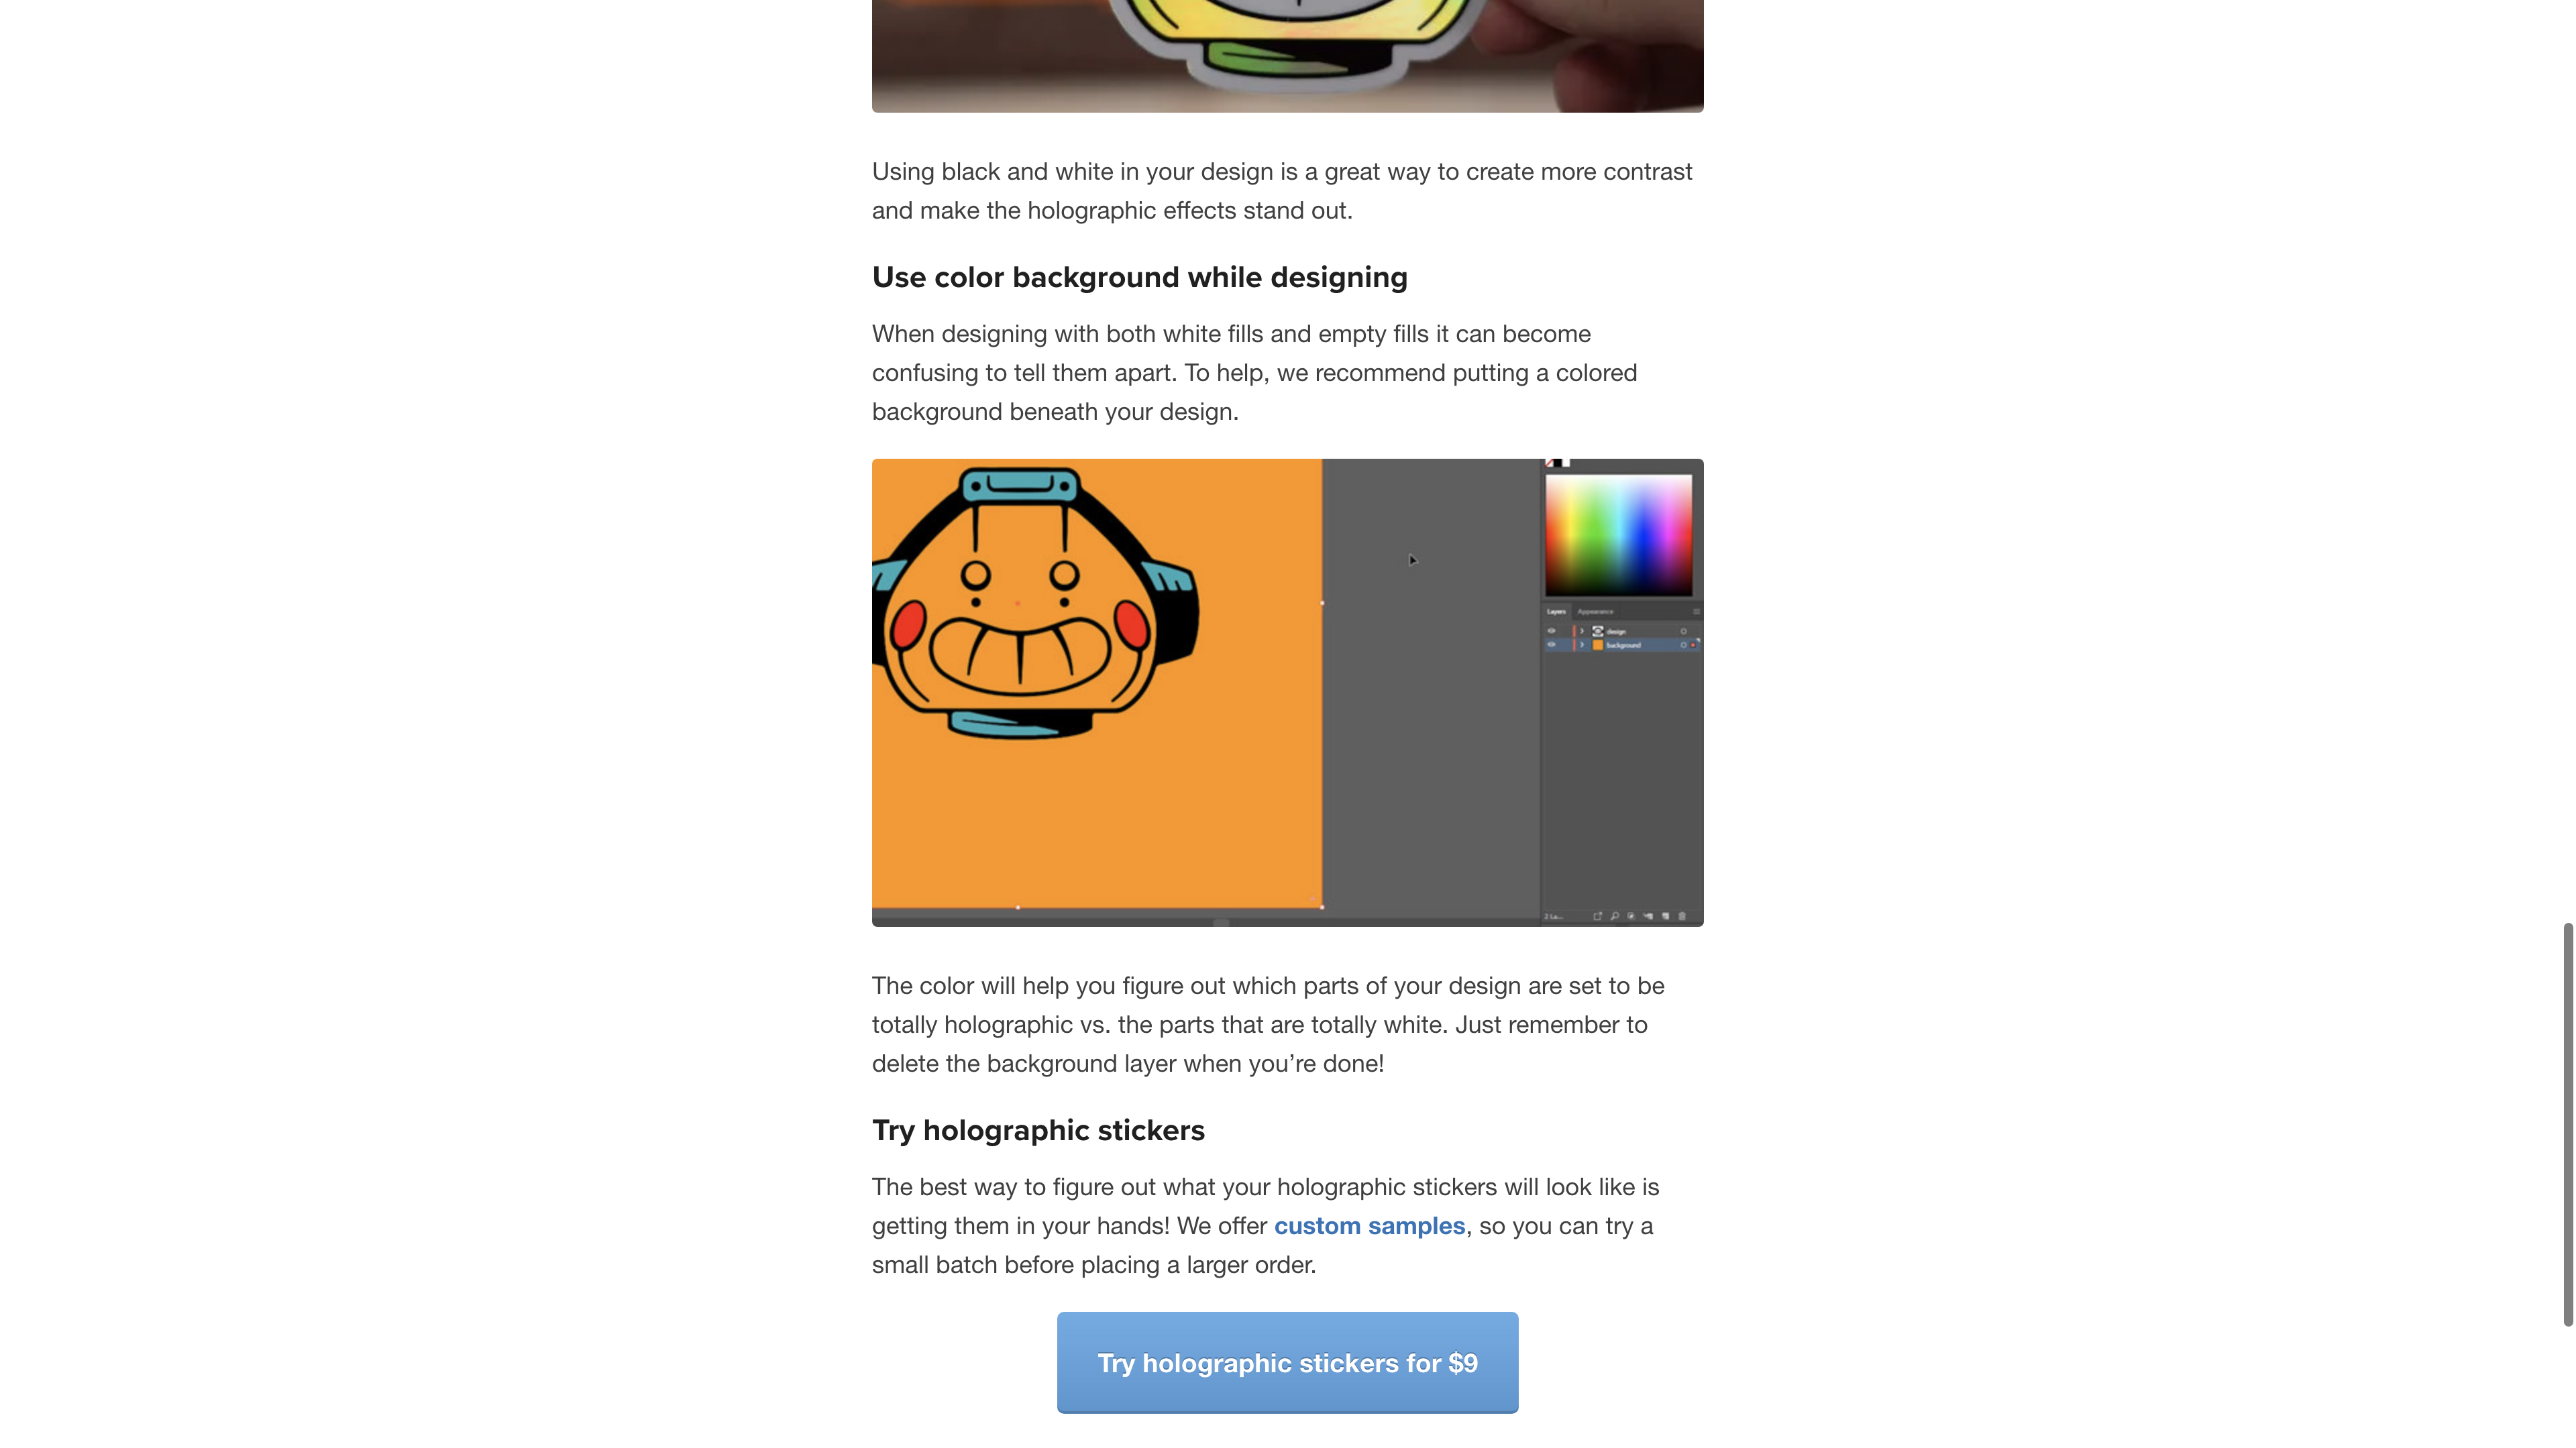 Using black and white in your design is a great way to create more contrast
and make the holographic effects stand out.
Use color background while designing
When designing with both white fills and empty fills it can become
confusing to tell them apart. To help, we recommend putting a colored
background beneath your design.
Layers Appearance
design
background
2 La...
The color will help you figure out which parts of your design are set to be
totally holographic vs. the parts that are totally white. Just remember to
delete the background layer when you’re done!
Try holographic stickers
The best way to figure out what your holographic stickers will look like is
getting them in your hands! We offer custom samples, so you can try a
small batch before placing a larger order.
Try holographic stickers for $9